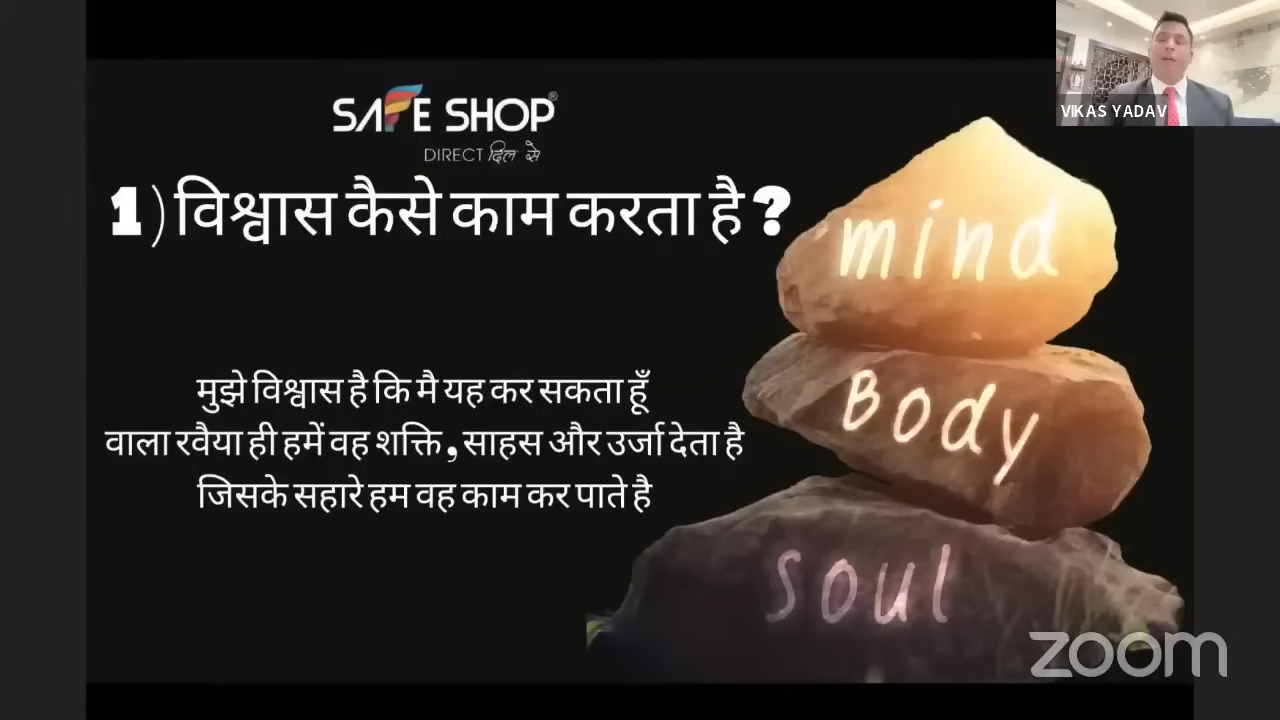 SAFE SHOP®
DIRECT दिल से
1) विश्वास कैसे काम करता है ?
मुझे विश्वास है कि मै यह कर सकता हूँ
वाला रवैया ही हमें वह शक्ति , साहस और उर्जा देता है
जिसके सहारे हम वह काम कर पाते है
mind
Body
soul
VIKAS YADAV
zoom